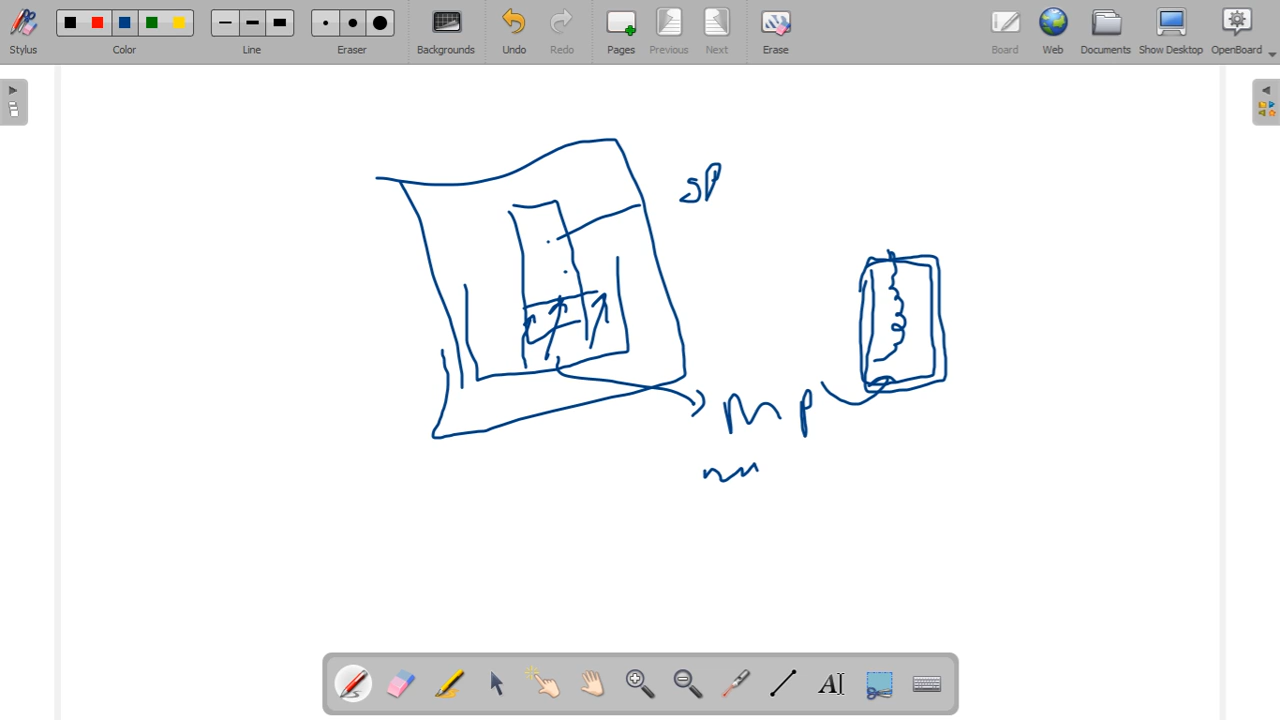 Stylus
Color
Line
Eraser
Backgrounds
Undo
Redo
Pages
Previous
Next
Erase
Board
Web
Documents
Show Desktop
OpenBoard
SP
MP